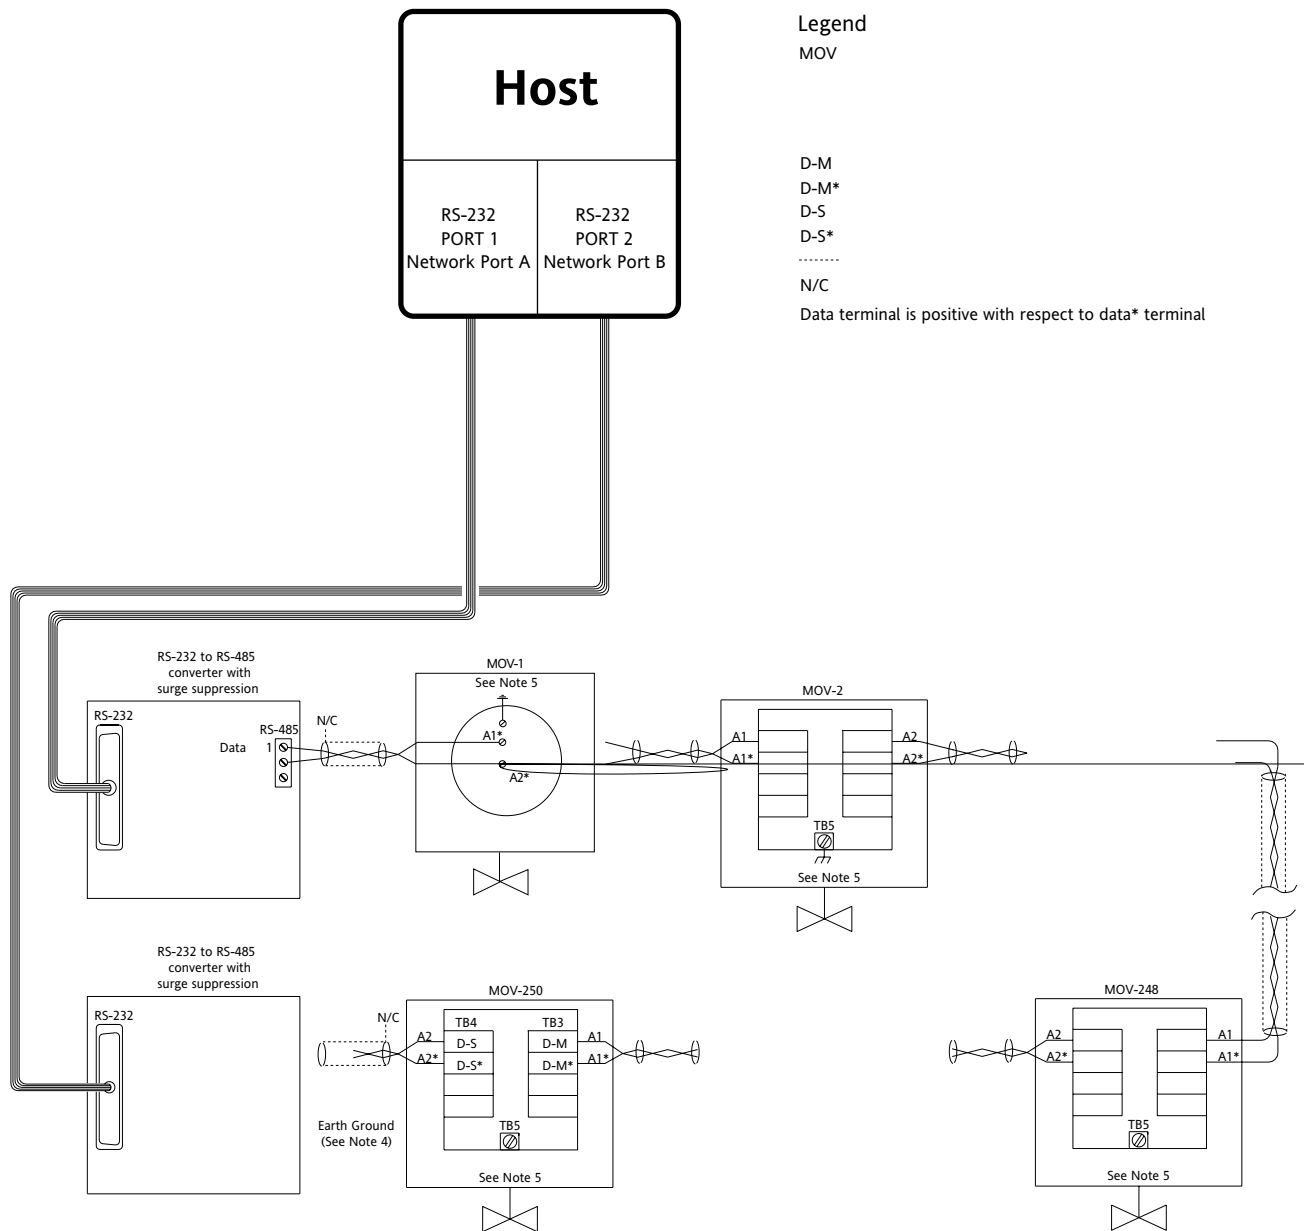 Host
RS-232
PORT 1
Network Port A
RS-232
PORT 2
Network Port B
Legend
MOV
D-M
D-M*
D-S
D-S*
N/C
Data terminal is positive with respect to data* terminal
RS-232 to RS-485
converter with
surge suppression
RS-232
RS-485
Data
1
N/C
MOV-1
See Note 5
A1*
A2*
MOV-2
A1
A1*
A2
A2*
TB5
See Note 5
RS-232 to RS-485
converter with
surge suppression
RS-232
N/C
Earth Ground
(See Note 4)
MOV-250
A2
A2*
TB4
D-S
D-S*
TB3
D-M
D-M*
A1
A1*
TB5
See Note 5
MOV-248
A2
A2*
A1
A1*
TB5
See Note 5